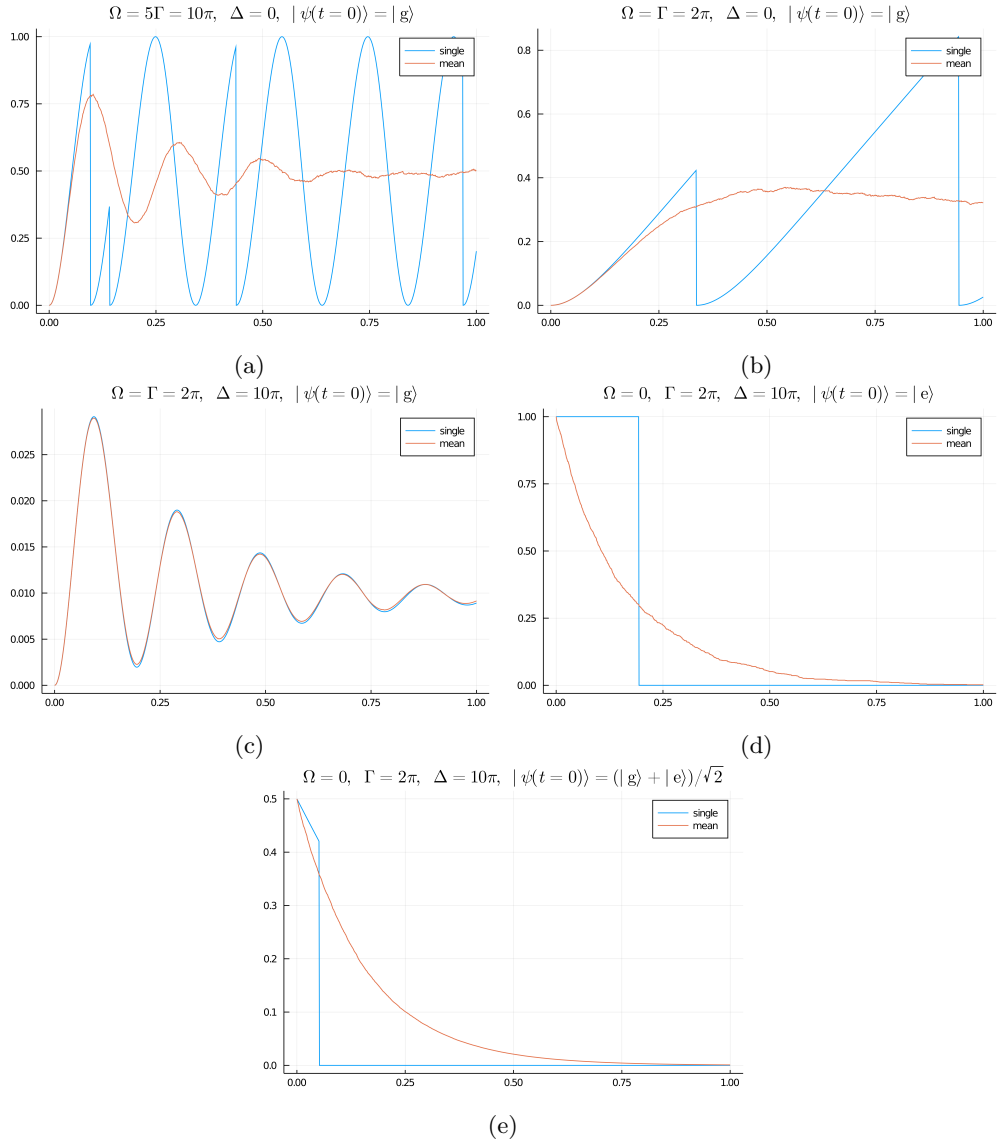 Ω = 5Γ = 10π, Δ = 0, | ψ(t = 0)⟩ = | g⟩
1.00
0.75
0.50
0.25
0.00
0.00 0.25 0.50 0.75 1.00
single
mean
(a)
Ω = Γ = 2π, Δ = 0, | ψ(t = 0)⟩ = | g⟩
0.8
0.6
0.4
0.2
0.0
0.00 0.25 0.50 0.75 1.00
single
mean
(b)
Ω = Γ = 2π, Δ = 10π, | ψ(t = 0)⟩ = | g⟩
0.025
0.020
0.015
0.010
0.005
0.000
0.00 0.25 0.50 0.75 1.00
single
mean
(c)
Ω = 0, Γ = 2π, Δ = 10π, | ψ(t = 0)⟩ = | e⟩
1.00
0.75
0.50
0.25
0.00
0.00 0.25 0.50 0.75 1.00
single
mean
(d)
Ω = 0, Γ = 2π, Δ = 10π, | ψ(t = 0)⟩ = (| g⟩ + | e⟩)/√2
0.5
0.4
0.3
0.2
0.1
0.0
0.00 0.25 0.50 0.75 1.00
single
mean
(e)